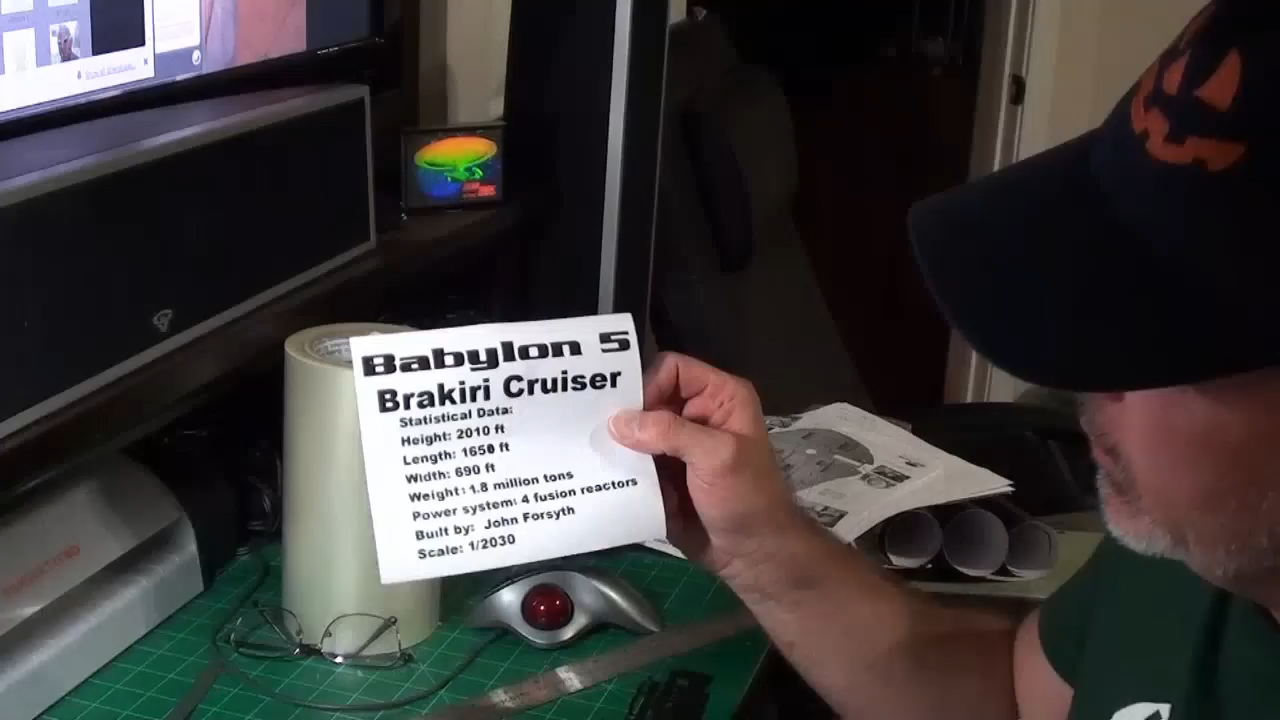 Babylon 5
Brakiri Cruiser
Statistical Data:
Height: 2010 ft
Length: 1650 ft
Width: 690 ft
Weight: 1.8 million tons
Power system: 4 fusion reactors
Built by: John Forsyth
Scale: 1/2030